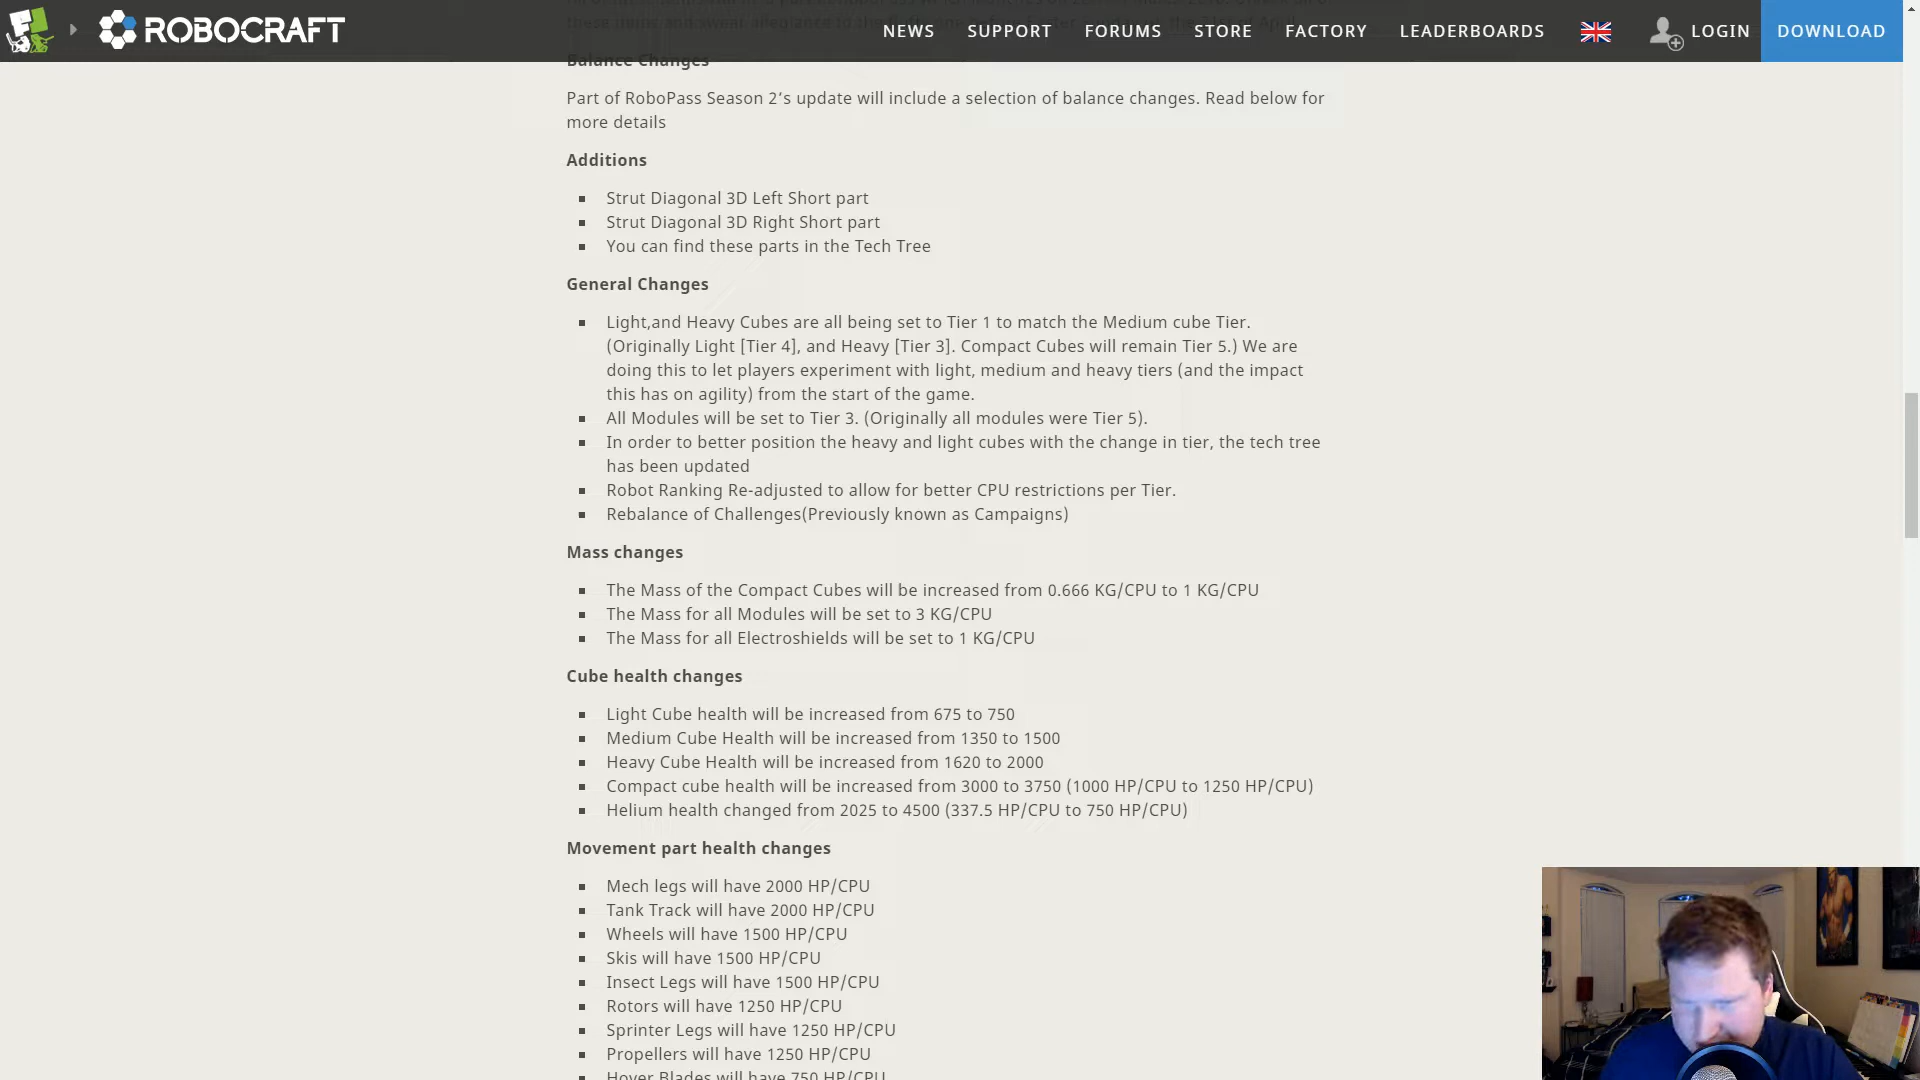 ROBOCRAFT
NEWS SUPPORT FORUMS STORE FACTORY LEADERBOARDS LOGIN DOWNLOAD
Balance Changes
Part of RoboPass Season 2’s update will include a selection of balance changes. Read below for
more details
Additions
Strut Diagonal 3D Left Short part
Strut Diagonal 3D Right Short part
You can find these parts in the Tech Tree
General Changes
Light,and Heavy Cubes are all being set to Tier 1 to match the Medium cube Tier.
(Originally Light [Tier 4], and Heavy [Tier 3]. Compact Cubes will remain Tier 5.) We are
doing this to let players experiment with light, medium and heavy tiers (and the impact
this has on agility) from the start of the game.
All Modules will be set to Tier 3. (Originally all modules were Tier 5).
In order to better position the heavy and light cubes with the change in tier, the tech tree
has been updated
Robot Ranking Re-adjusted to allow for better CPU restrictions per Tier.
Rebalance of Challenges(Previously known as Campaigns)
Mass changes
The Mass of the Compact Cubes will be increased from 0.666 KG/CPU to 1 KG/CPU
The Mass for all Modules will be set to 3 KG/CPU
The Mass for all Electroshields will be set to 1 KG/CPU
Cube health changes
Light Cube health will be increased from 675 to 750
Medium Cube Health will be increased from 1350 to 1500
Heavy Cube Health will be increased from 1620 to 2000
Compact cube health will be increased from 3000 to 3750 (1000 HP/CPU to 1250 HP/CPU)
Helium health changed from 2025 to 4500 (337.5 HP/CPU to 750 HP/CPU)
Movement part health changes
Mech legs will have 2000 HP/CPU
Tank Track will have 2000 HP/CPU
Wheels will have 1500 HP/CPU
Skis will have 1500 HP/CPU
Insect Legs will have 1500 HP/CPU
Rotors will have 1250 HP/CPU
Sprinter Legs will have 1250 HP/CPU
Propellers will have 1250 HP/CPU
Hover Blades will have 750 HP/CPU